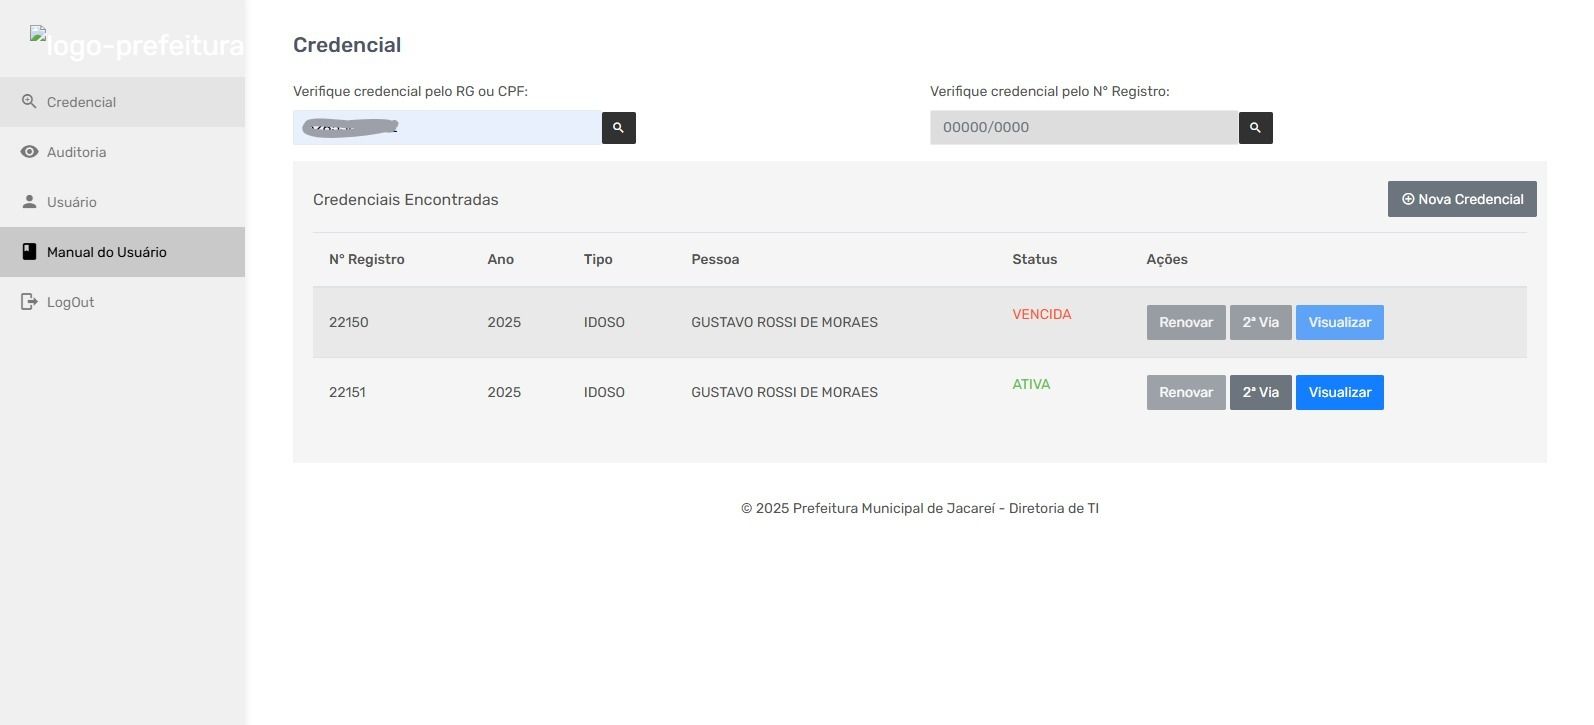 logo-prefeitura
Credencial
Auditoria
Usuário
Manual do Usuário
LogOut
Credencial
Verifique credencial pelo RG ou CPF:
Verifique credencial pelo N° Registro:
00000/0000
Credenciais Encontradas
Nova Credencial
N° Registro Ano Tipo Pessoa Status Ações
22150 2025 IDOSO GUSTAVO ROSSI DE MORAES VENCIDA Renovar 2ª Via Visualizar
22151 2025 IDOSO GUSTAVO ROSSI DE MORAES ATIVA Renovar 2ª Via Visualizar
© 2025 Prefeitura Municipal de Jacareí - Diretoria de TI